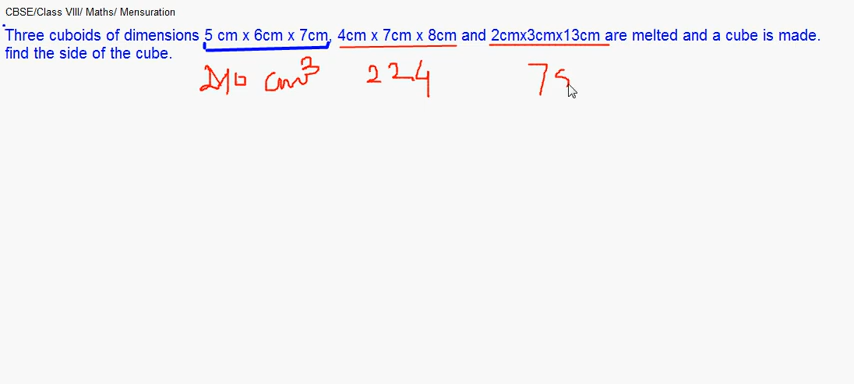 CBSE/Class VIII/ Maths/ Mensuration
Three cuboids of dimensions 5 cm x 6cm x 7cm, 4cm x 7cm x 8cm and 2cmx3cmx13cm are melted and a cube is made.
find the side of the cube.
210 cm³ 224 7